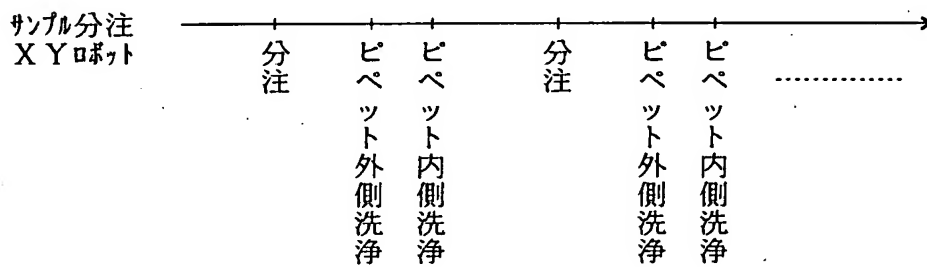 サンプル分注
XYロボット
分注
ピペット外側洗浄
ピペット内側洗浄
分注
ピペット外側洗浄
ピペット内側洗浄